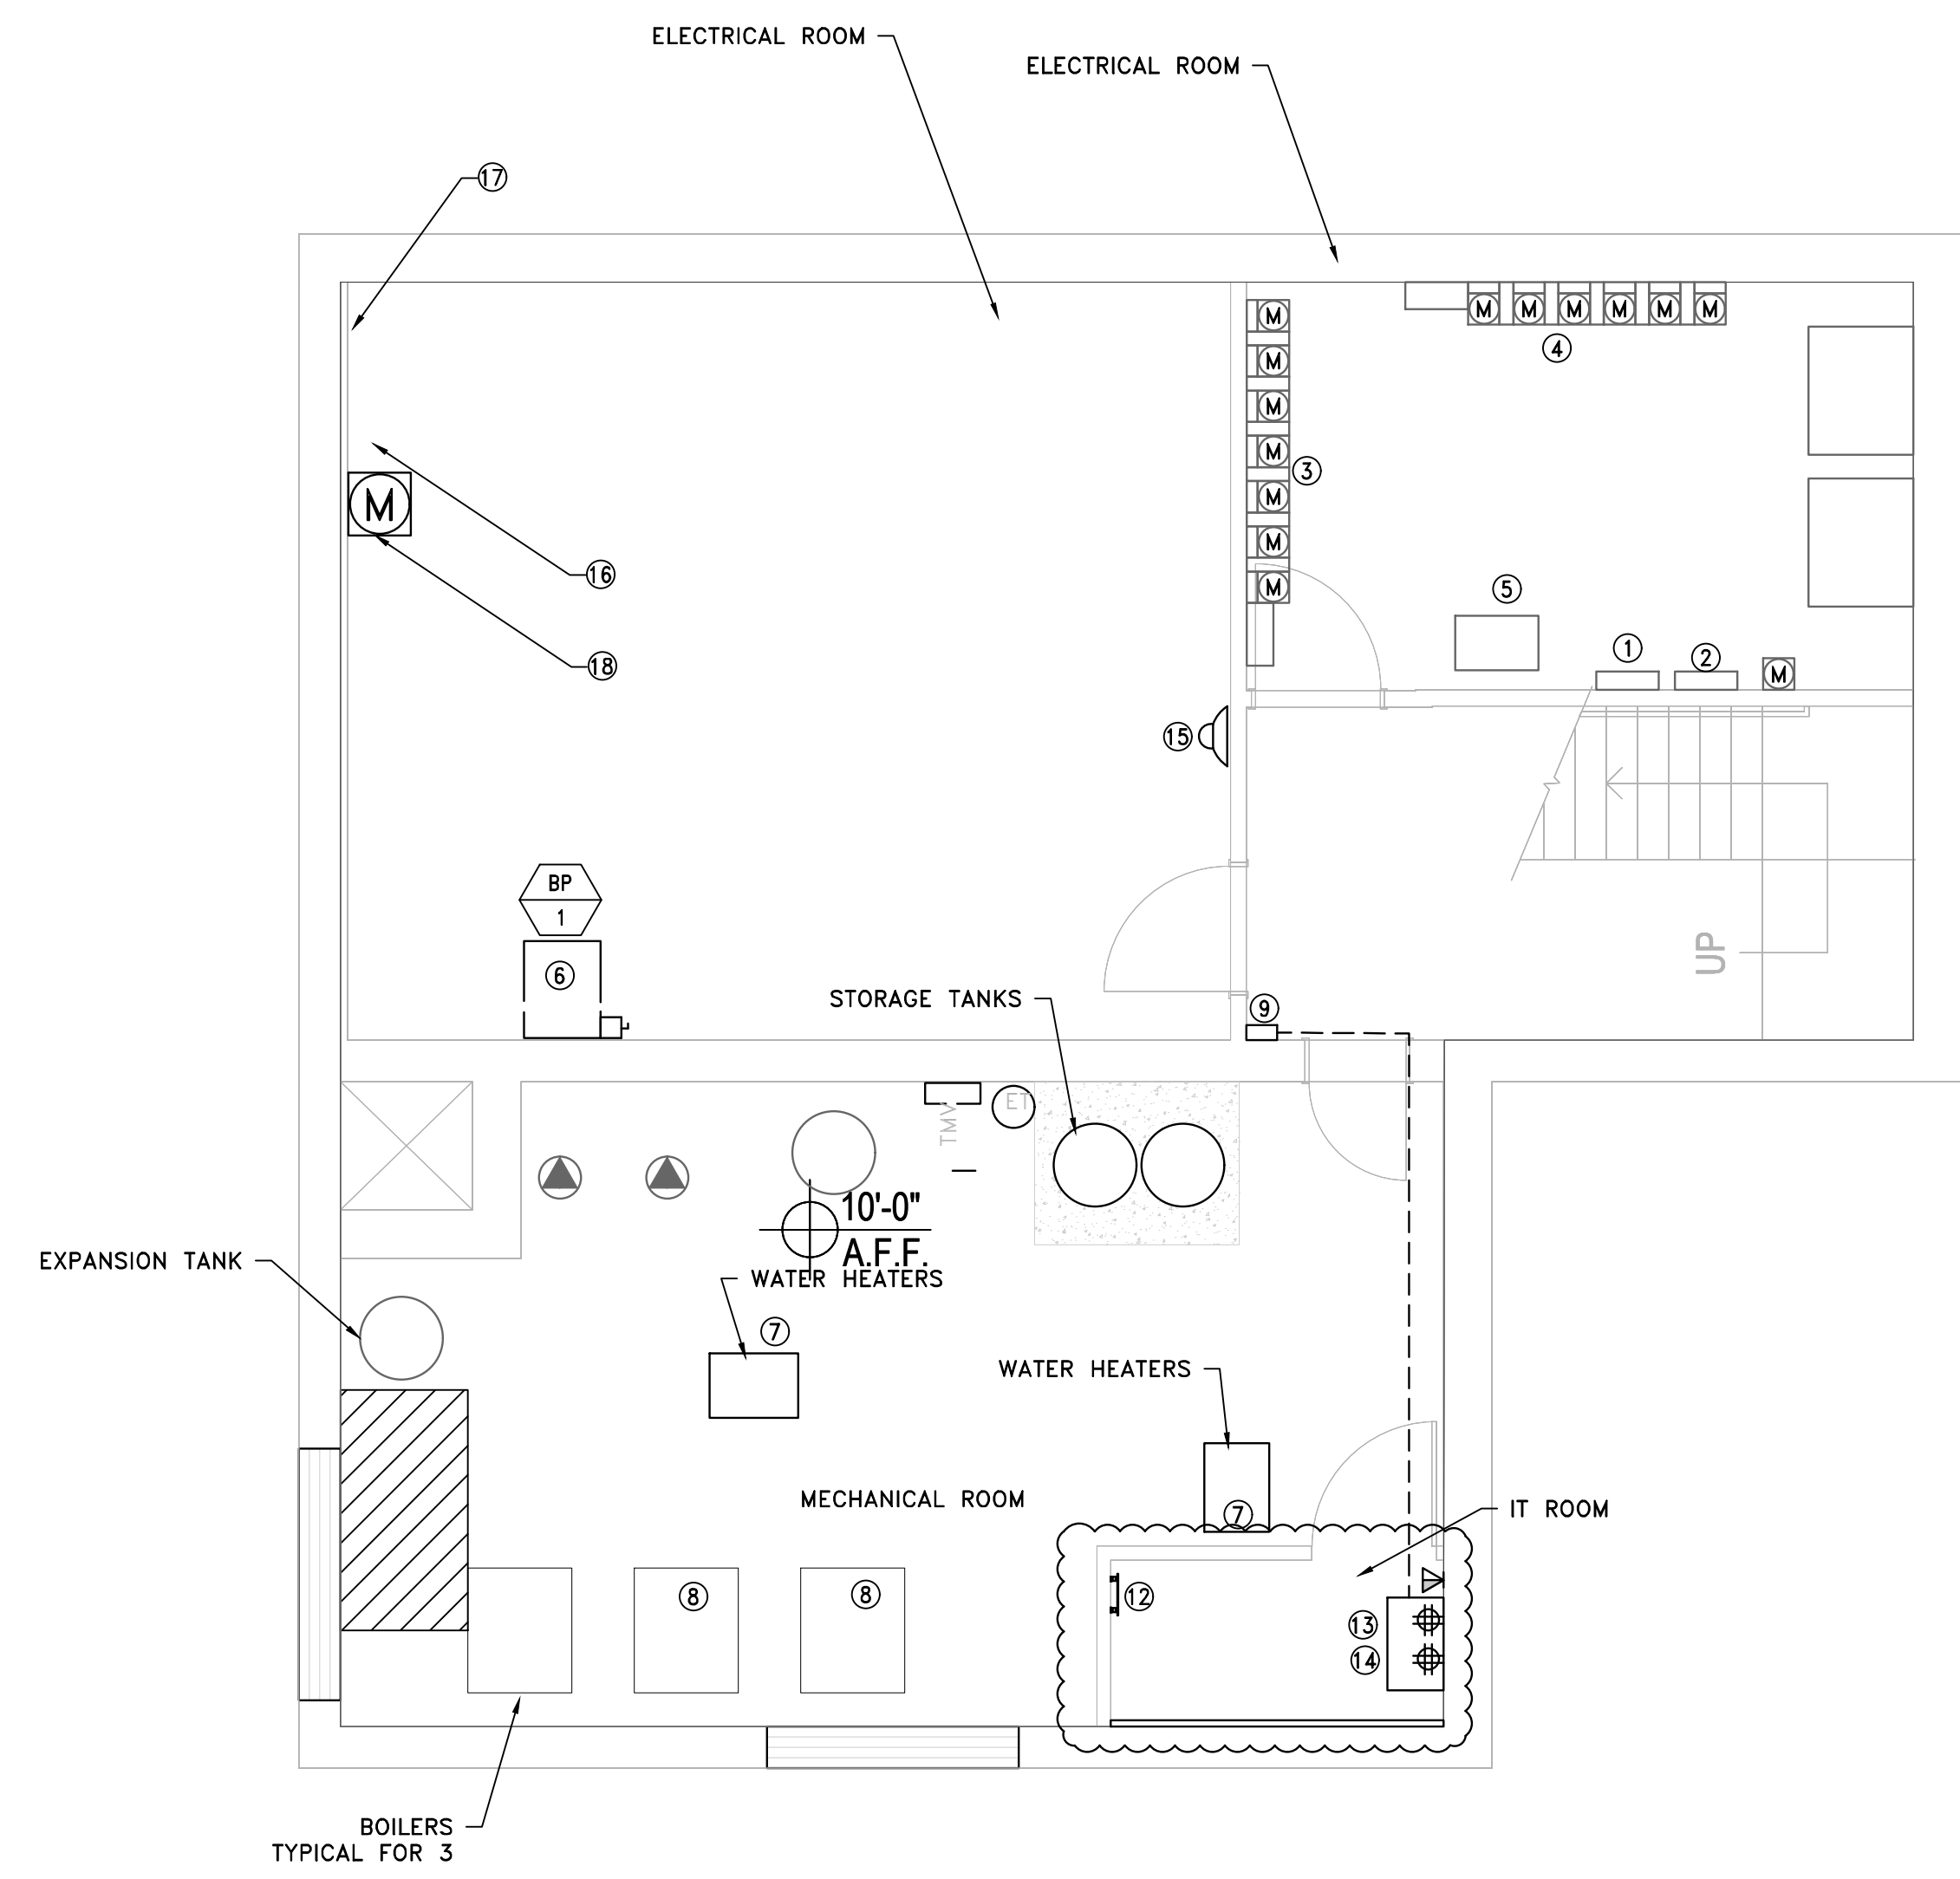 ELECTRICAL ROOM
ELECTRICAL ROOM
17
M M M M M M
4
M
M
M
M
M
M
M
3
M
16
18
5
1
2
M
15
BP
1
6
UP
STORAGE TANKS
9
ET
TMV
10'-0"
A.F.F.
EXPANSION TANK
WATER HEATERS
7
WATER HEATERS
MECHANICAL ROOM
7
IT ROOM
8
8
12
13
14
BOILERS
TYPICAL FOR 3